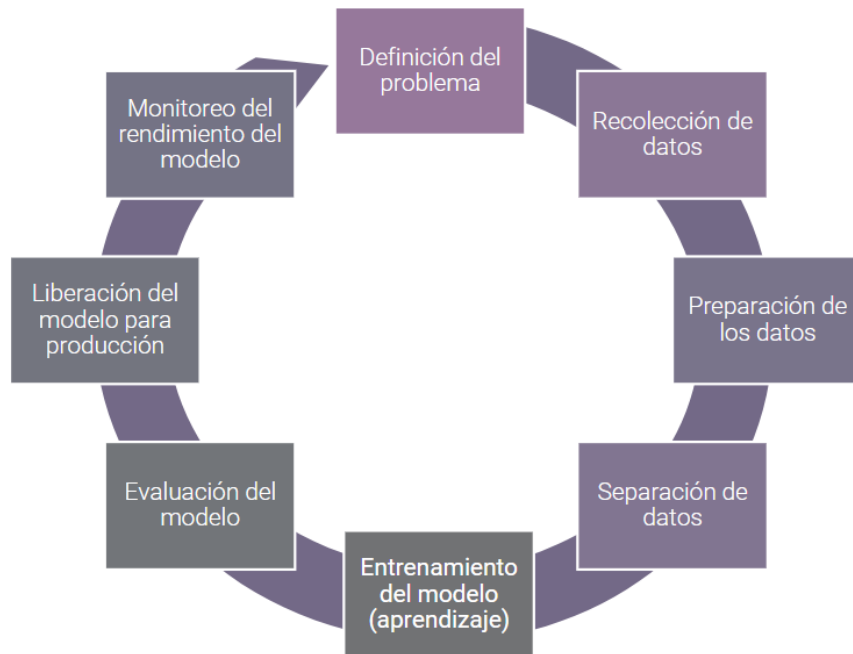 Definición del
problema
Recolección de
datos
Preparación de
los datos
Separación de
datos
Entrenamiento
del modelo
(aprendizaje)
Evaluación del
modelo
Liberación del
modelo para
producción
Monitoreo del
rendimiento del
modelo